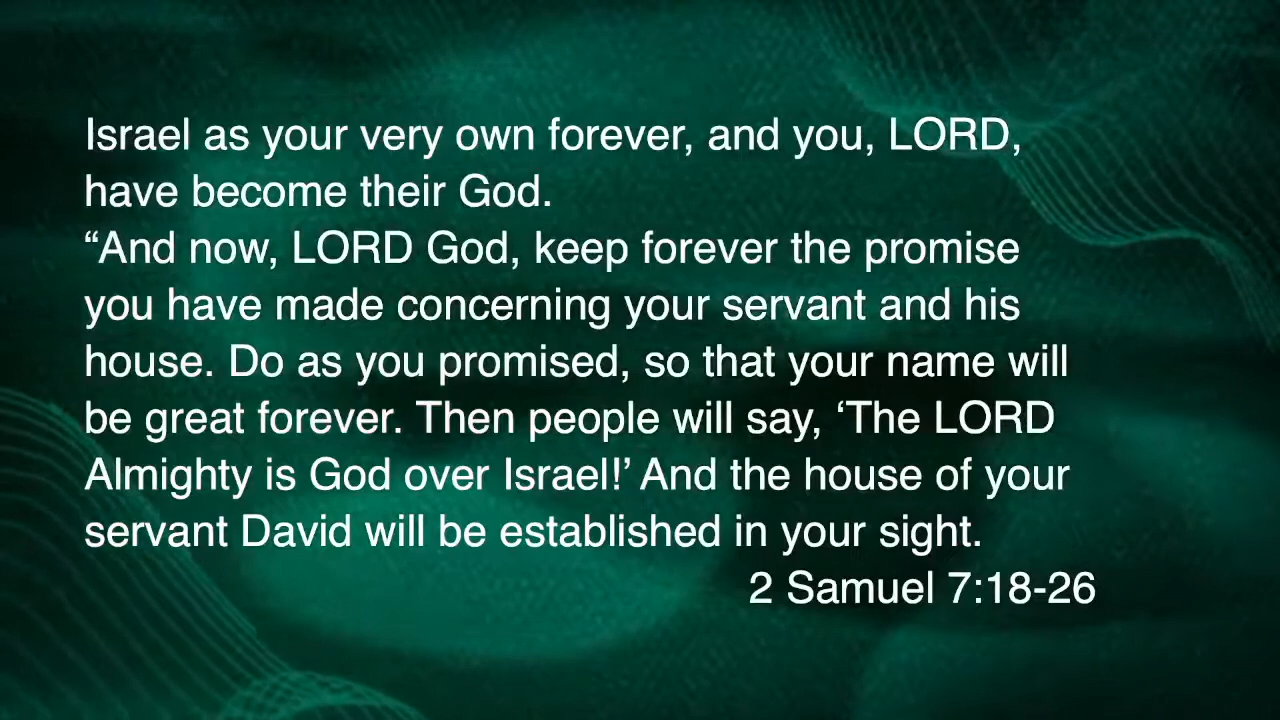 Israel as your very own forever, and you, LORD,
have become their God.
“And now, LORD God, keep forever the promise
you have made concerning your servant and his
house. Do as you promised, so that your name will
be great forever. Then people will say, ‘The LORD
Almighty is God over Israel!’ And the house of your
servant David will be established in your sight.
2 Samuel 7:18-26